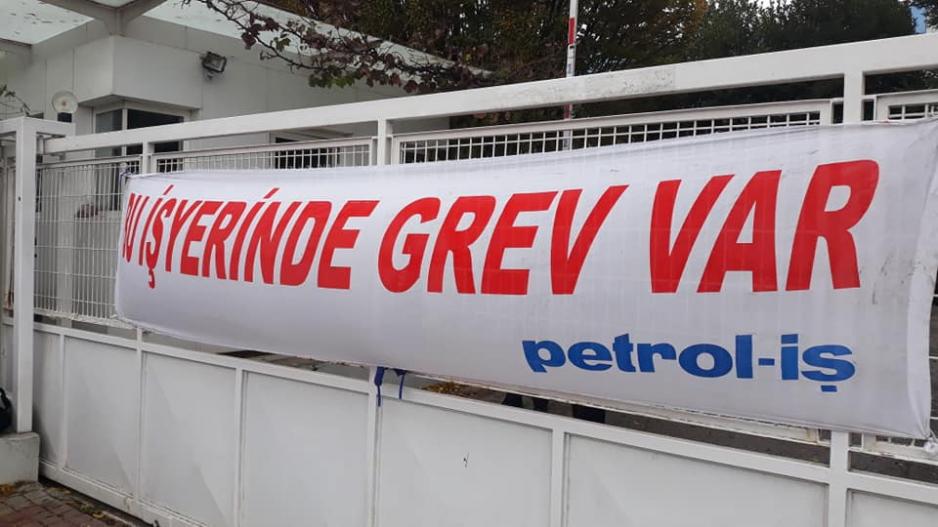 BU İŞYERİNDE GREV VAR
petrol-iş